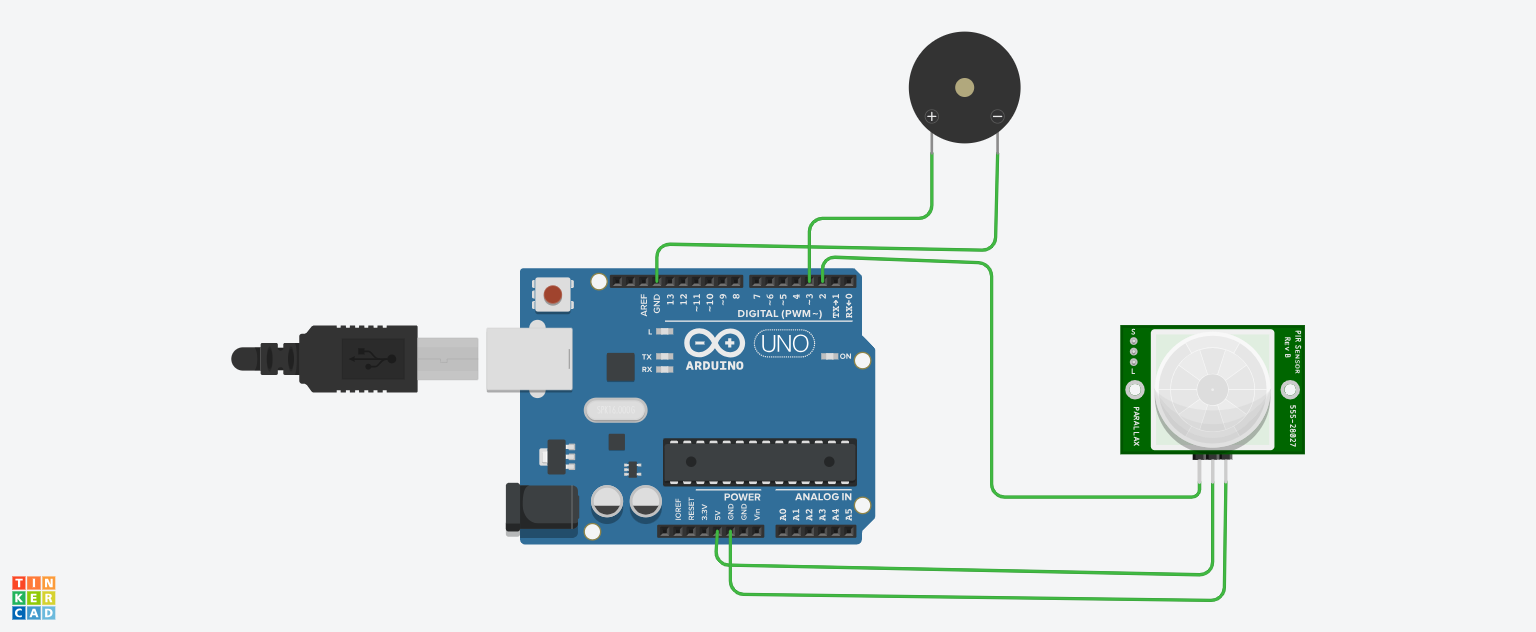 + −
AREF
GND
13
12
~11
~10
~9
8
7
~6
~5
4
~3
2
TX→1
RX←0
DIGITAL (PWM~)
L
TX
RX
ON
UNO
ARDUINO
POWER
ANALOG IN
IOREF
RESET
3.3V
5V
GND
GND
Vin
A0
A1
A2
A3
A4
A5
S
L
PARALLAX
PIR SENSOR
Rev B
555-28027
TIN
KER
CAD